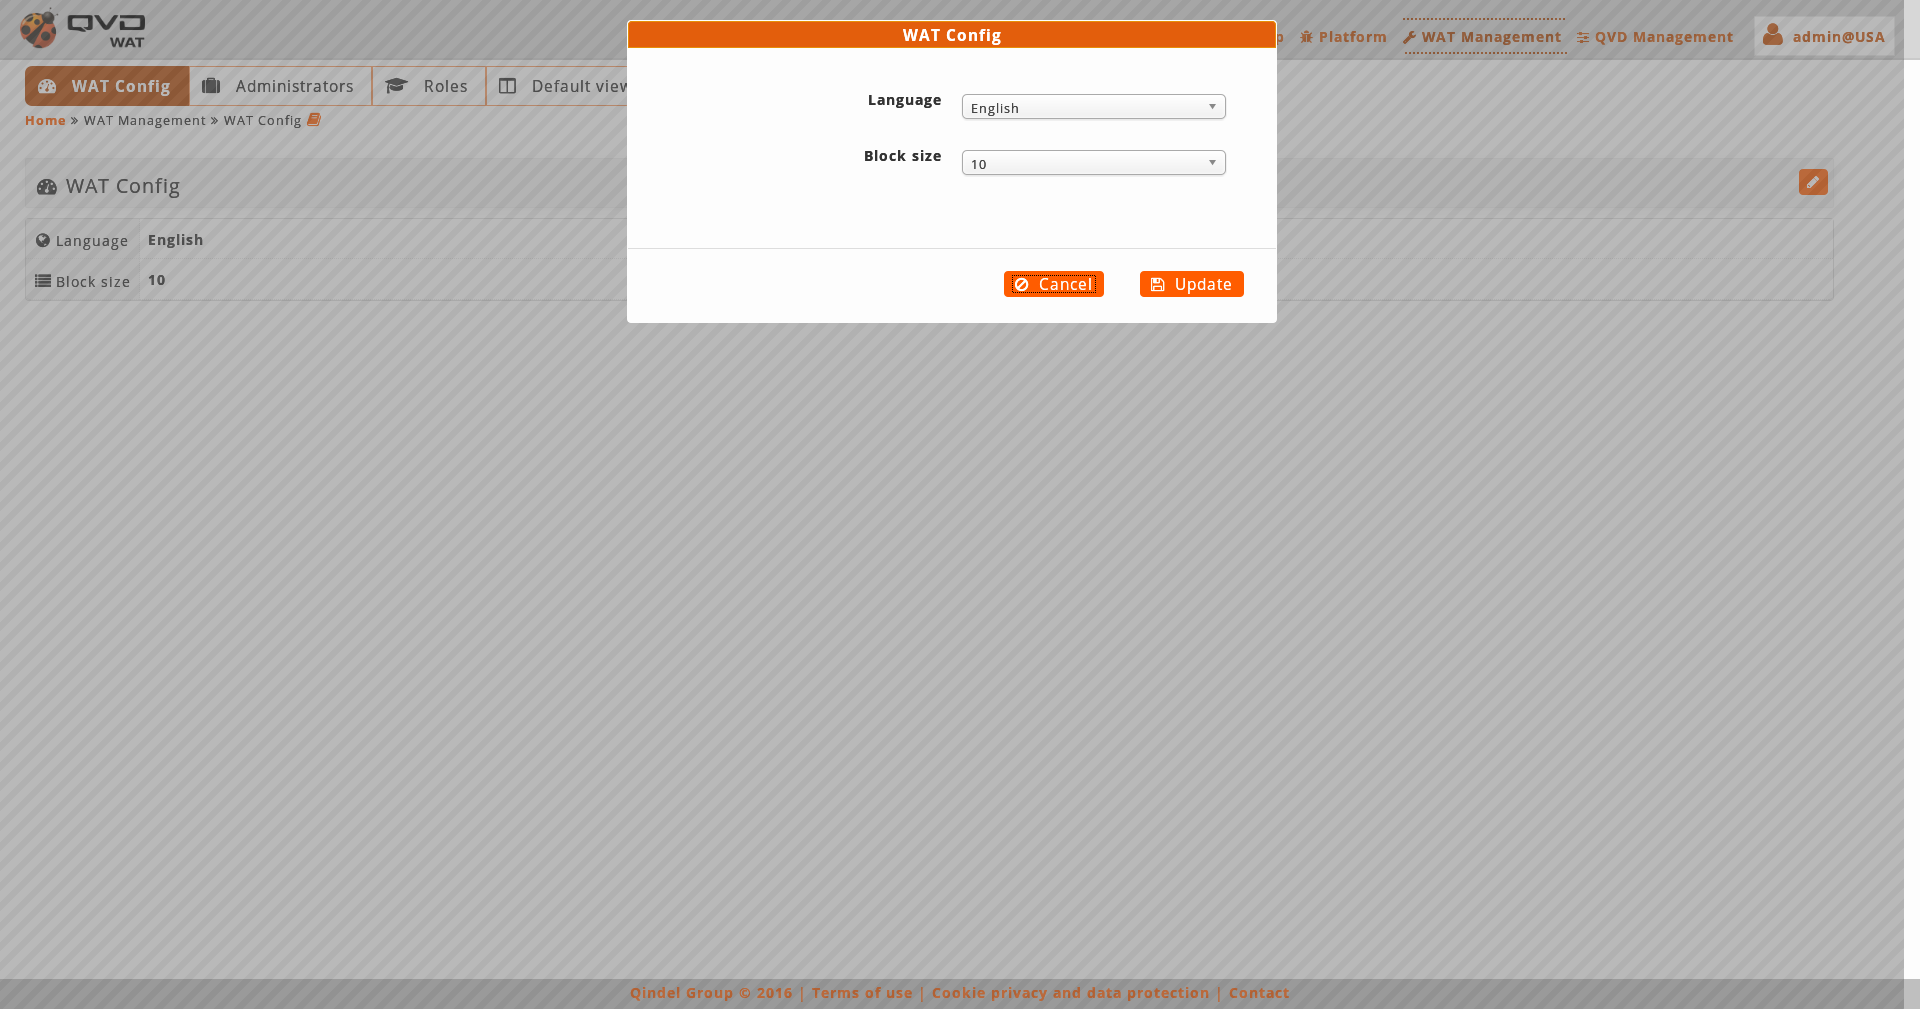 QVD
WAT
WAT Config
p
Platform
WAT Management
QVD Management
admin@USA
WAT Config
Administrators
Roles
Default view
Home » WAT Management » WAT Config
Language
English
Block size
10
WAT Config
Language
English
Block size
10
Cancel
Update
Qindel Group © 2016 | Terms of use | Cookie privacy and data protection | Contact